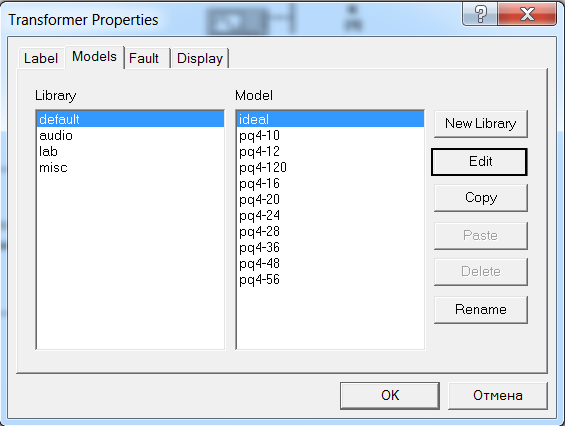 Transformer Properties
?
X
Label Models Fault Display
Library
Model
default
audio
lab
misc
ideal
pq4-10
pq4-12
pq4-120
pq4-16
pq4-20
pq4-24
pq4-28
pq4-36
pq4-48
pq4-56
New Library
Edit
Copy
Paste
Delete
Rename
OK
Отмена